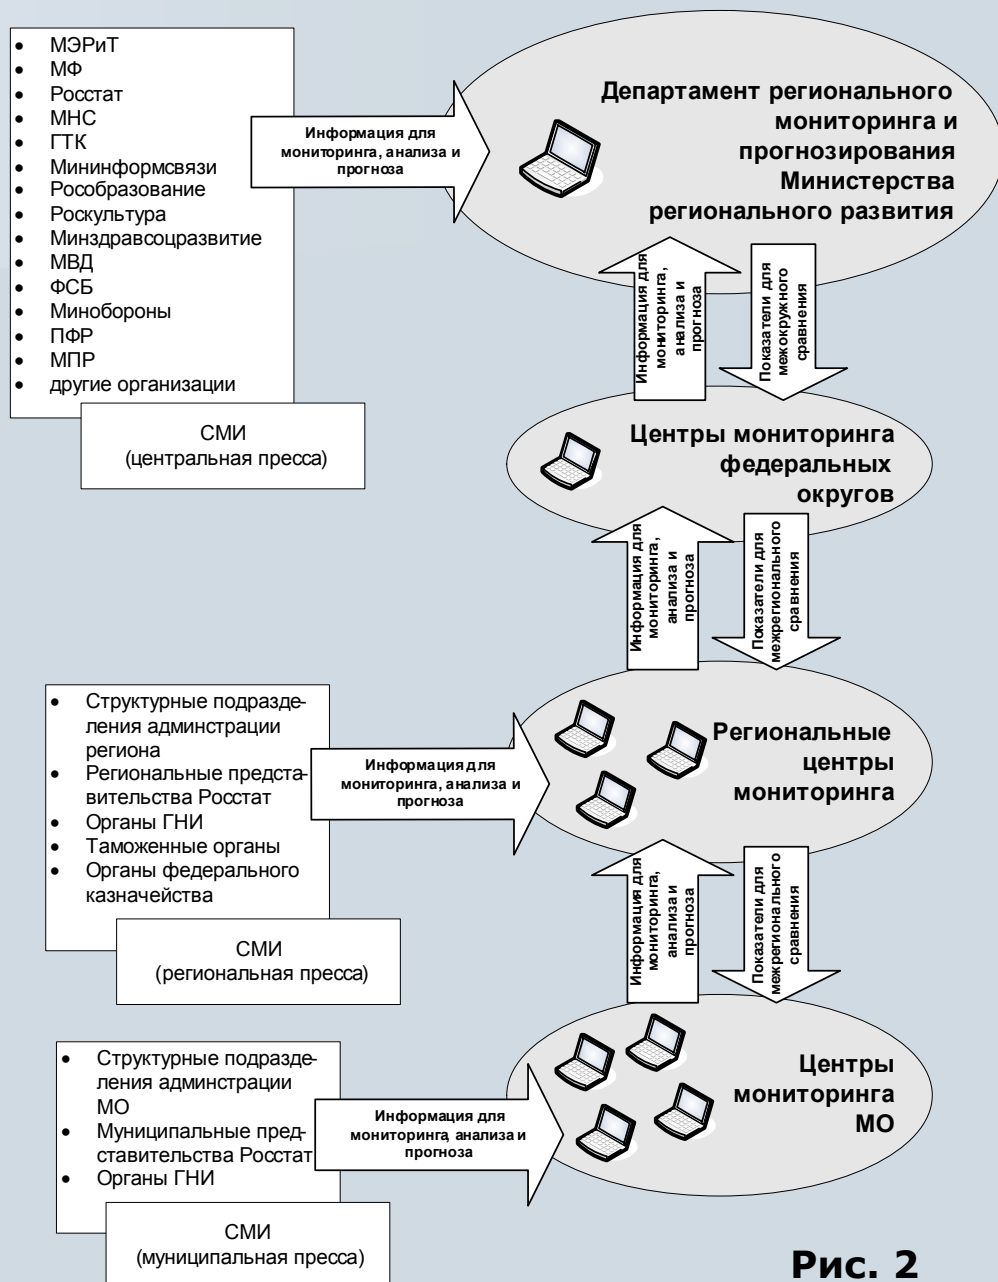 МЭРиТ
МФ
Росстат
МНС
ГТК
Мининформсвязи
Рособразование
Роскультура
Минздравсоцразвитие
МВД
ФСБ
Минобороны
ПФР
МПР
другие организации
СМИ
(центральная пресса)
Информация для
мониторинга, анализа и
прогноза
Департамент регионального
мониторинга и
прогнозирования
Министерства
регионального развития
Информация для
мониторинга,
анализа и
прогноза
Показатели для
межокружного
сравнения
Центры мониторинга
федеральных
округов
Информация для
мониторинга,
анализа и
прогноза
Показатели для
межрегионального
сравнения
Структурные подразде-
ления админстрации
региона
Региональные предста-
вительства Росстат
Органы ГНИ
Таможенные органы
Органы федерального
казначейства
СМИ
(региональная пресса)
Информация для
мониторинга, анализа и
прогноза
Региональные
центры
мониторинга
Информация для
мониторинга,
анализа и
прогноза
Показатели для
межрегионального
сравнения
Структурные подразде-
ления админстрации
МО
Муниципальные пред-
ставительства Росстат
Органы ГНИ
СМИ
(муниципальная пресса)
Информация для
мониторинга, анализа и
прогноза
Центры
мониторинга
МО
Рис. 2